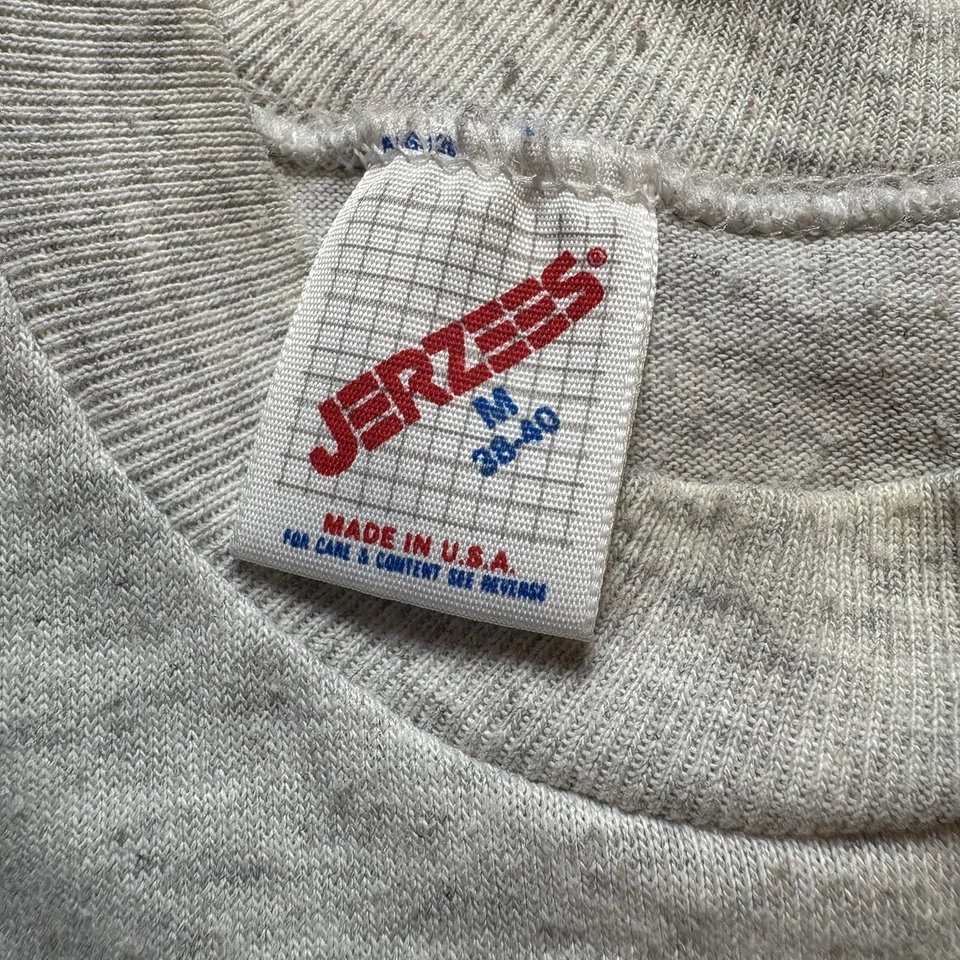 JERZEES®
M
38-40
MADE IN U.S.A.
FOR CARE & CONTENT SEE REVERSE